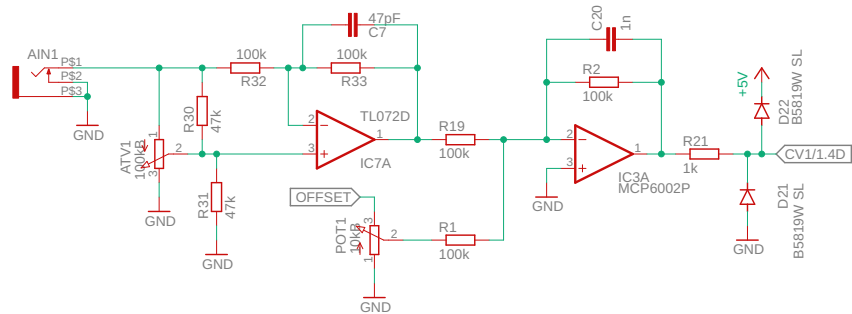 AIN1
P$1
P$2
P$3
GND
100k
R32
47pF
C7
100k
R33
R30
47k
ATV1
100kB
1
2
3
GND
R31
47k
GND
2
3
1
TL072D
IC7A
R19
100k
OFFSET
POT1
10kB
3
2
1
GND
R1
100k
C20
1n
R2
100k
2
3
1
GND
IC3A
MCP6002P
R21
1k
+5V
D22
B5819W SL
CV1/1.4D
D21
B5819W SL
GND